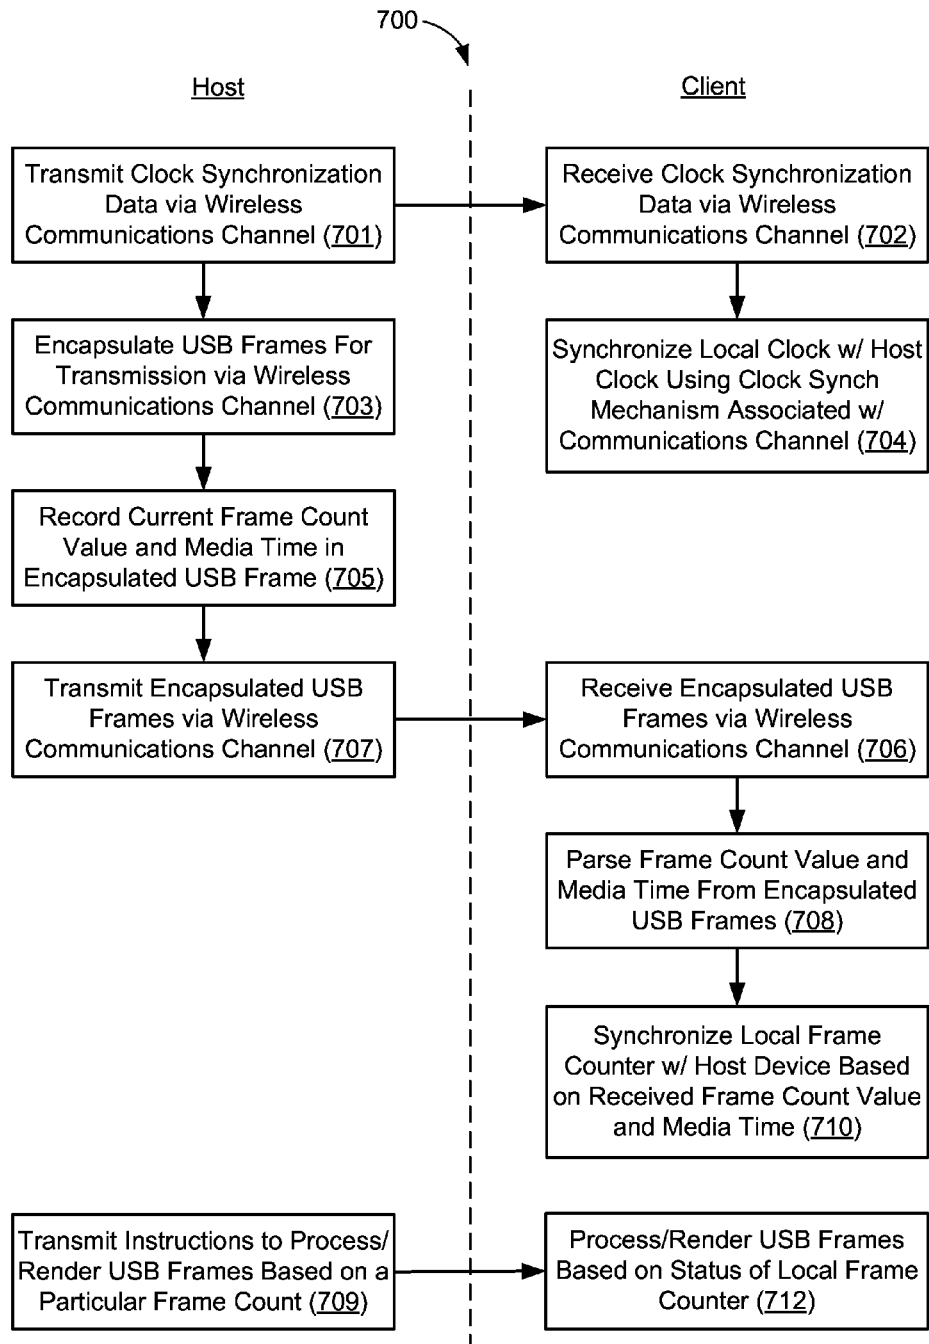 700
Host
Client
Transmit Clock Synchronization
Data via Wireless
Communications Channel (701)
Receive Clock Synchronization
Data via Wireless
Communications Channel (702)
Encapsulate USB Frames For
Transmission via Wireless
Communications Channel (703)
Synchronize Local Clock w/ Host
Clock Using Clock Synch
Mechanism Associated w/
Communications Channel (704)
Record Current Frame Count
Value and Media Time in
Encapsulated USB Frame (705)
Transmit Encapsulated USB
Frames via Wireless
Communications Channel (707)
Receive Encapsulated USB
Frames via Wireless
Communications Channel (706)
Parse Frame Count Value and
Media Time From Encapsulated
USB Frames (708)
Synchronize Local Frame
Counter w/ Host Device Based
on Received Frame Count Value
and Media Time (710)
Transmit Instructions to Process/
Render USB Frames Based on a
Particular Frame Count (709)
Process/Render USB Frames
Based on Status of Local Frame
Counter (712)